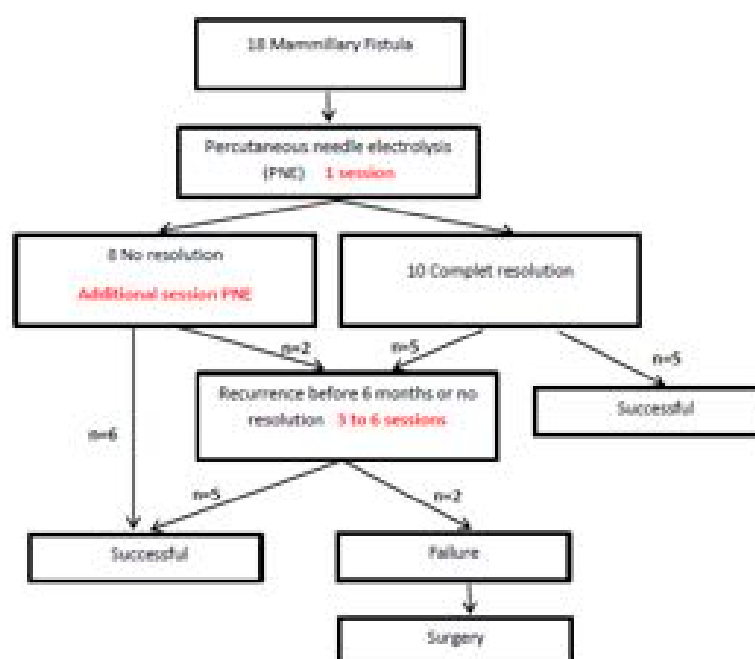 18 Mammillary Fistula
Percutaneous needle electrolysis
(PNE) 1 session
8 No resolution
Additional session PNE
10 Complet resolution
n=2
n=5
n=5
Recurrence before 6 months or no
resolution 3 to 6 sessions
Successful
n=6
n=5
n=2
Successful
Failure
Surgery